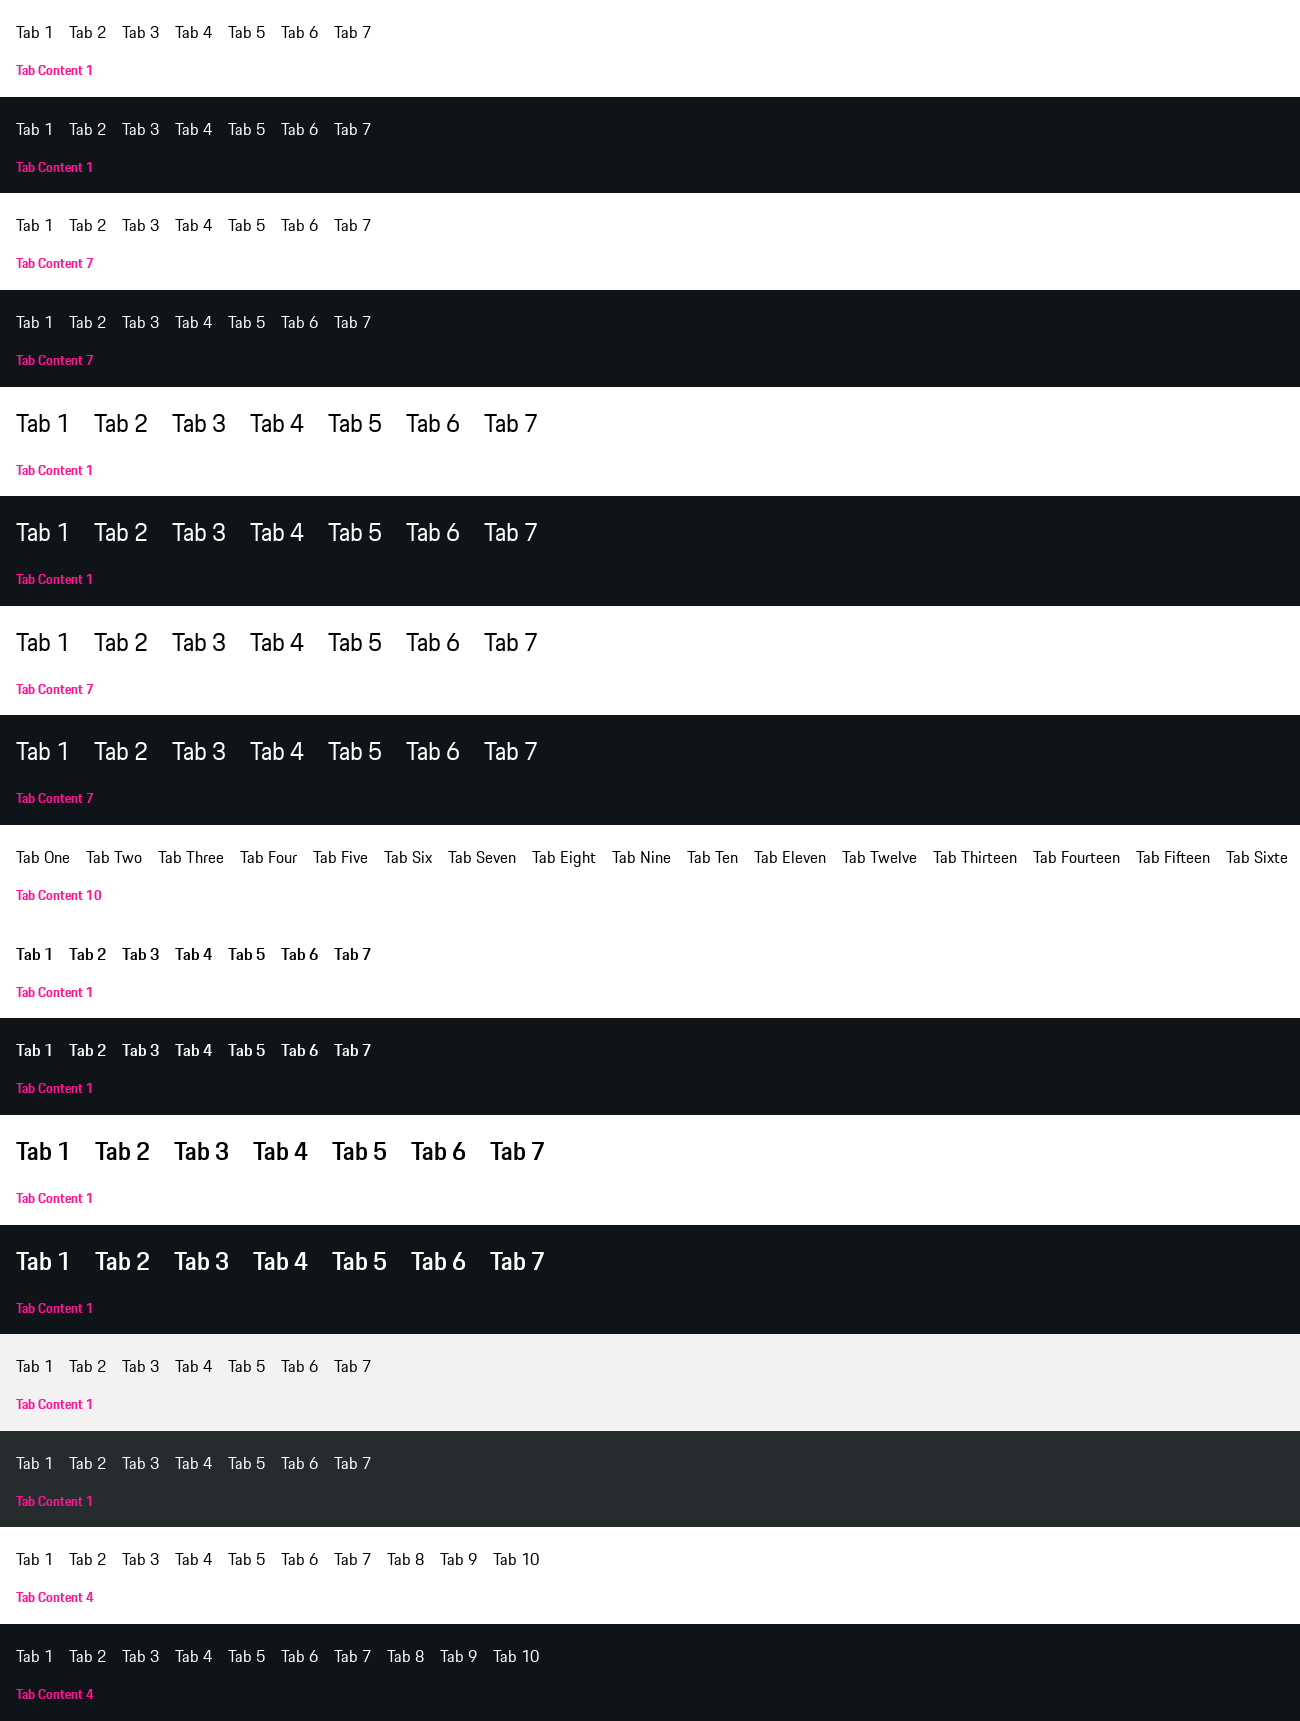 Tab 1 Tab 2 Tab 3 Tab 4 Tab 5 Tab 6 Tab 7
Tab Content 1
Tab 1 Tab 2 Tab 3 Tab 4 Tab 5 Tab 6 Tab 7
Tab Content 1
Tab 1 Tab 2 Tab 3 Tab 4 Tab 5 Tab 6 Tab 7
Tab Content 7
Tab 1 Tab 2 Tab 3 Tab 4 Tab 5 Tab 6 Tab 7
Tab Content 7
Tab 1 Tab 2 Tab 3 Tab 4 Tab 5 Tab 6 Tab 7
Tab Content 1
Tab 1 Tab 2 Tab 3 Tab 4 Tab 5 Tab 6 Tab 7
Tab Content 1
Tab 1 Tab 2 Tab 3 Tab 4 Tab 5 Tab 6 Tab 7
Tab Content 7
Tab 1 Tab 2 Tab 3 Tab 4 Tab 5 Tab 6 Tab 7
Tab Content 7
Tab One Tab Two Tab Three Tab Four Tab Five Tab Six Tab Seven Tab Eight Tab Nine Tab Ten Tab Eleven Tab Twelve Tab Thirteen Tab Fourteen Tab Fifteen Tab Sixte
Tab Content 10
Tab 1 Tab 2 Tab 3 Tab 4 Tab 5 Tab 6 Tab 7
Tab Content 1
Tab 1 Tab 2 Tab 3 Tab 4 Tab 5 Tab 6 Tab 7
Tab Content 1
Tab 1 Tab 2 Tab 3 Tab 4 Tab 5 Tab 6 Tab 7
Tab Content 1
Tab 1 Tab 2 Tab 3 Tab 4 Tab 5 Tab 6 Tab 7
Tab Content 1
Tab 1 Tab 2 Tab 3 Tab 4 Tab 5 Tab 6 Tab 7
Tab Content 1
Tab 1 Tab 2 Tab 3 Tab 4 Tab 5 Tab 6 Tab 7
Tab Content 1
Tab 1 Tab 2 Tab 3 Tab 4 Tab 5 Tab 6 Tab 7 Tab 8 Tab 9 Tab 10
Tab Content 4
Tab 1 Tab 2 Tab 3 Tab 4 Tab 5 Tab 6 Tab 7 Tab 8 Tab 9 Tab 10
Tab Content 4